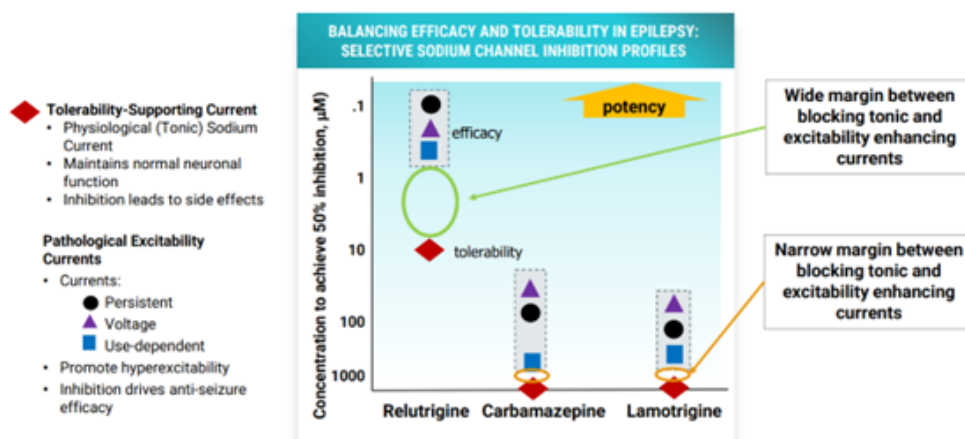 BALANCING EFFICACY AND TOLERABILITY IN EPILEPSY:
SELECTIVE SODIUM CHANNEL INHIBITION PROFILES
Tolerability-Supporting Current
• Physiological (Tonic) Sodium
Current
• Maintains normal neuronal
function
• Inhibition leads to side effects
Pathological Excitability
Currents
• Currents:
Persistent
Voltage
Use-dependent
• Promote hyperexcitability
• Inhibition drives anti-seizure
efficacy
Concentration to achieve 50% inhibition, μM)
.1
1
10
100
1000
potency
efficacy
tolerability
Relutrigine
Carbamazepine
Lamotrigine
Wide margin between
blocking tonic and
excitability enhancing
currents
Narrow margin between
blocking tonic and
excitability enhancing
currents